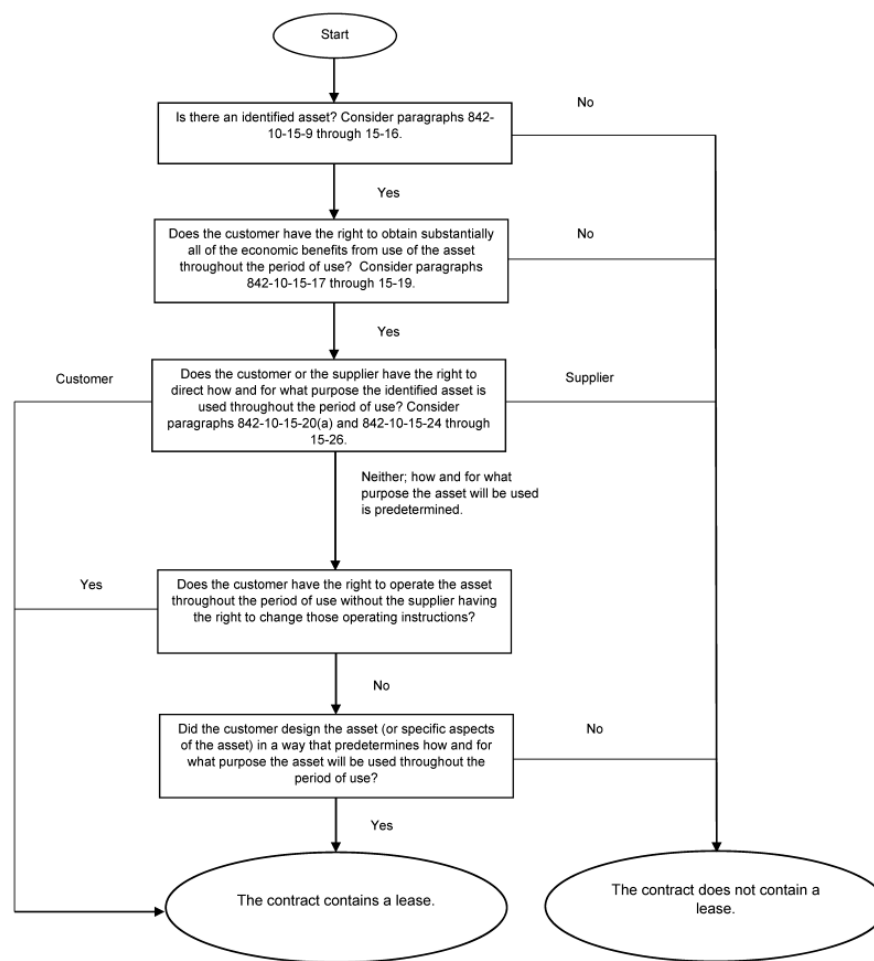 Start
Is there an identified asset? Consider paragraphs 842-
10-15-9 through 15-16.
No
Yes
Does the customer have the right to obtain substantially
all of the economic benefits from use of the asset
throughout the period of use?  Consider paragraphs
842-10-15-17 through 15-19.
No
Yes
Customer
Does the customer or the supplier have the right to
direct how and for what purpose the identified asset is
used throughout the period of use? Consider
paragraphs 842-10-15-20(a) and 842-10-15-24 through
15-26.
Supplier
Neither; how and for what
purpose the asset will be used
is predetermined.
Yes
Does the customer have the right to operate the asset
throughout the period of use without the supplier having
the right to change those operating instructions?
No
Did the customer design the asset (or specific aspects
of the asset) in a way that predetermines how and for
what purpose the asset will be used throughout the
period of use?
No
Yes
The contract contains a lease.
The contract does not contain a
lease.